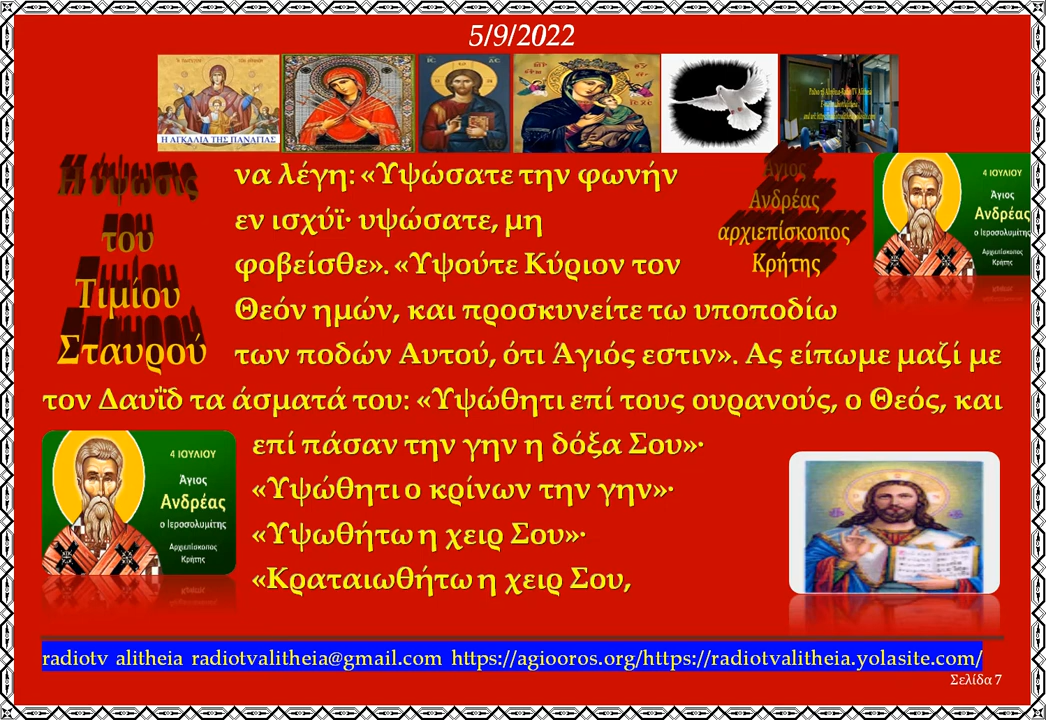 5/9/2022
Η ΑΓΚΑΛΙΑ ΤΗΣ ΠΑΝΑΓΙΑΣ
Η ύψωσις
του
Τιμίου
Σταυρού
Άγιος
Ανδρέας
αρχιεπίσκοπος
Κρήτης
4 ΙΟΥΛΙΟΥ
Άγιος
Ανδρέας
ο Ιεροσολυμίτης
Αρχιεπίσκοπος
Κρήτης
να λέγη: «Υψώσατε την φωνήν
εν ισχύϊ· υψώσατε, μη
φοβείσθε». «Υψούτε Κύριον τον
Θεόν ημών, και προσκυνείτε τω υποποδίω
των ποδών Αυτού, ότι Άγιός εστιν». Ας είπωμε μαζί με
τον Δαυΐδ τα άσματά του: «Υψώθητι επί τους ουρανούς, ο Θεός, και
επί πάσαν την γην η δόξα Σου»·
«Υψώθητι ο κρίνων την γην»·
«Υψωθήτω η χειρ Σου»·
«Κραταιωθήτω η χειρ Σου,
4 ΙΟΥΛΙΟΥ
Άγιος
Ανδρέας
ο Ιεροσολυμίτης
Αρχιεπίσκοπος
Κρήτης
radiotv alitheia radiotvalitheia@gmail.com https://agiooros.org/https://radiotvalitheia.yolasite.com/
Σελίδα 7